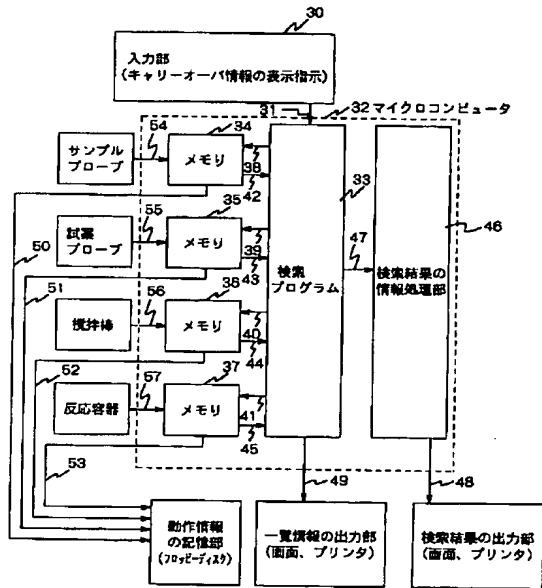 30
入力部
(キャリーオーバ情報の表示指示)
31
32 マイクロコンピュータ
サンプル
プローブ
54
34
メモリ
38
42
33
46
試薬
プローブ
55
35
メモリ
39
43
検索
プログラム
47
検索結果の
情報処理部
50
51
撹拌棒
56
36
メモリ
40
44
52
反応容器
57
37
メモリ
41
45
53
49
48
動作情報
の記憶部
(フロッピーディスク)
一覧情報の出力部
(画面、プリンタ)
検索結果の出力部
(画面、プリンタ)